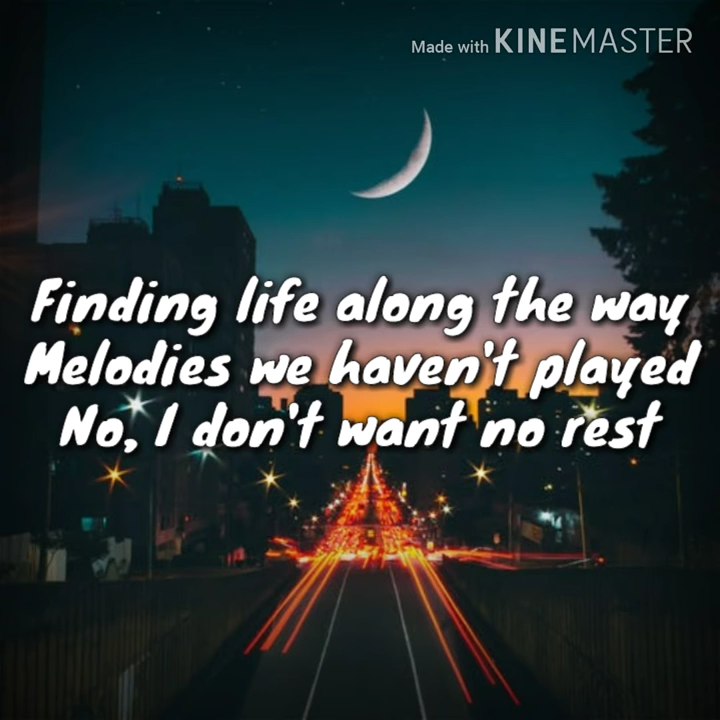 Made with KINEMASTER
Finding life along the way
Melodies we haven't played
No, I don't want no rest